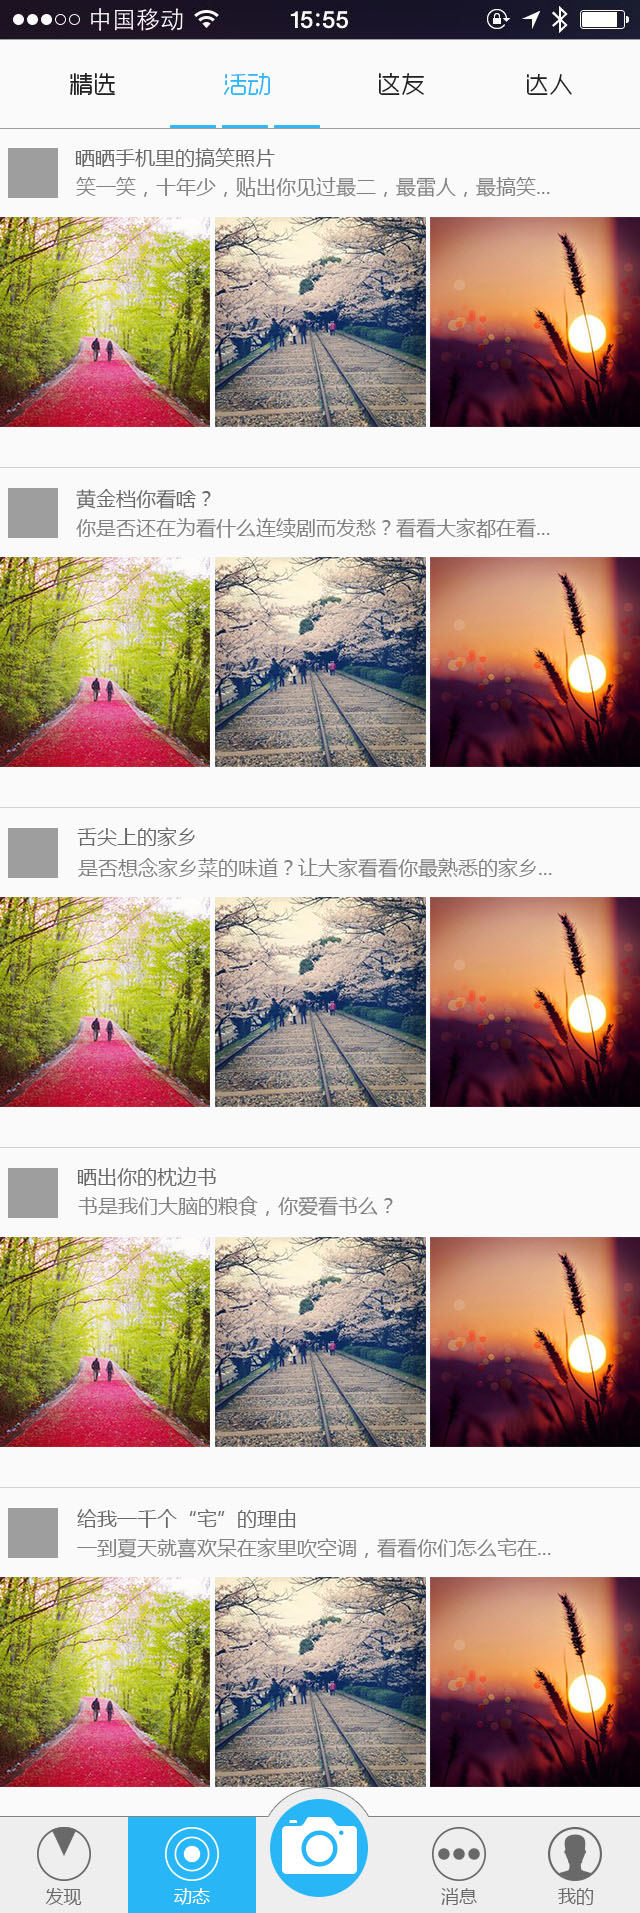 中国移动 15:55
精选 活动 这友 达人
晒晒手机里的搞笑照片
笑一笑，十年少，贴出你见过最二，最雷人，最搞笑...
黄金档你看啥？
你是否还在为看什么连续剧而发愁？看看大家都在看...
舌尖上的家乡
是否想念家乡菜的味道？让大家看看你最熟悉的家乡...
晒出你的枕边书
书是我们大脑的粮食，你爱看书么？
给我一千个“宅”的理由
一到夏天就喜欢呆在家里吹空调，看看你们怎么宅在...
发现 动态 消息 我的